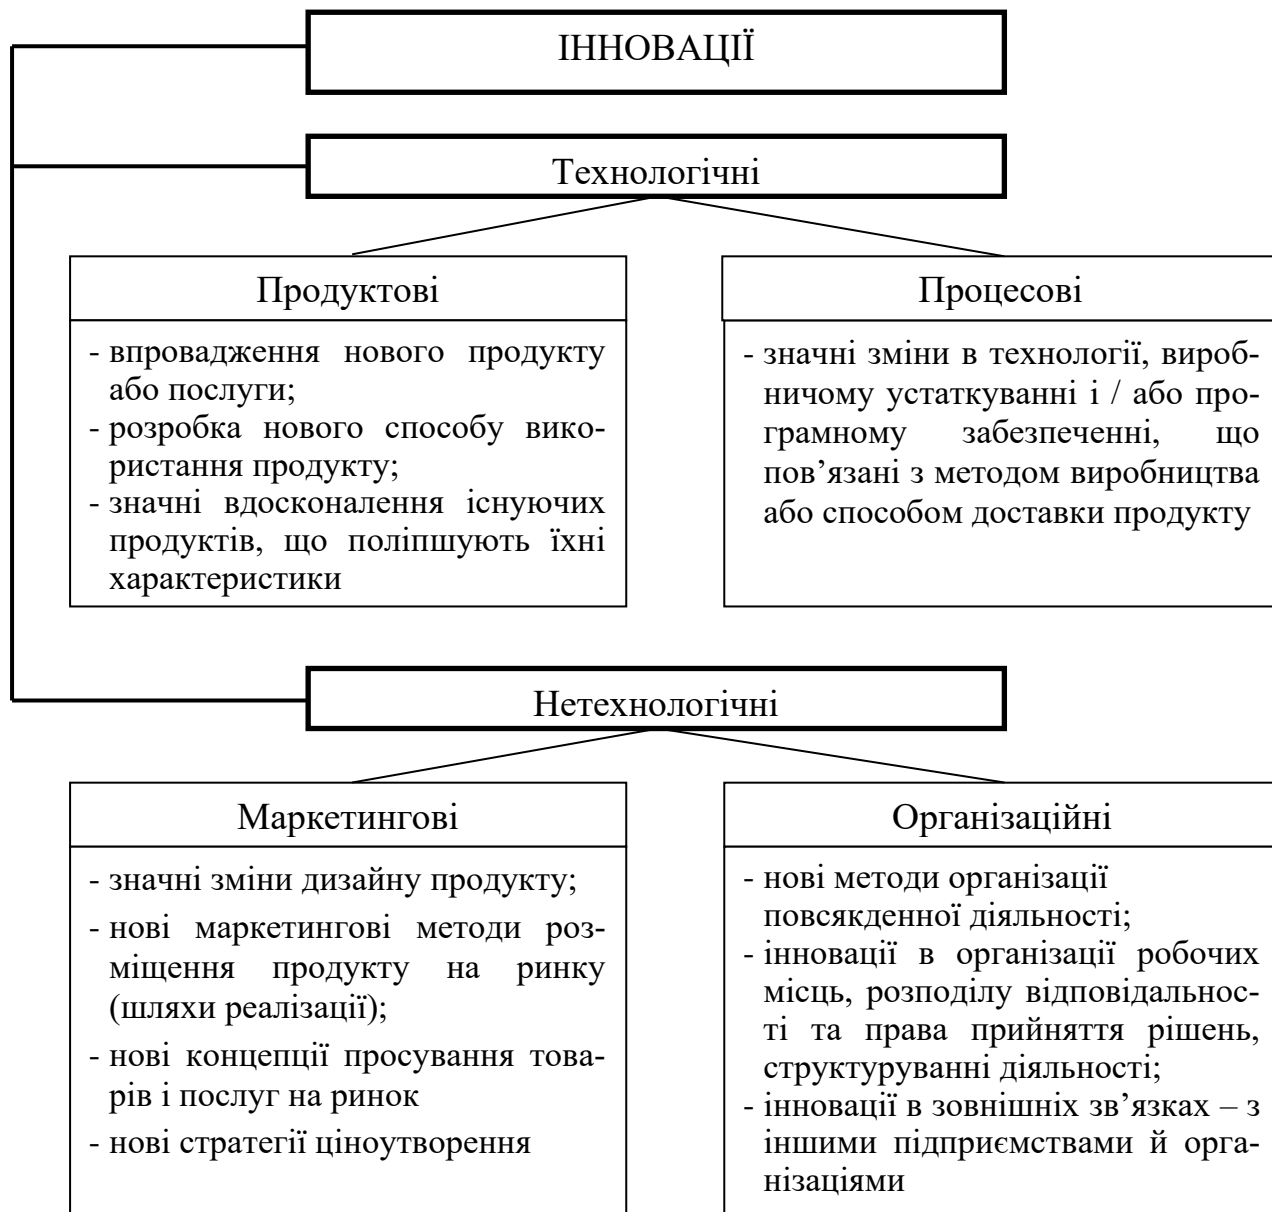 ІННОВАЦІЇ
Технологічні
Продуктові
- впровадження нового продукту
або послуги;
- розробка нового способу вико-
ристання продукту;
- значні вдосконалення існуючих
продуктів, що поліпшують їхні
характеристики
Процесові
- значні зміни в технології, вироб-
ничому устаткуванні і / або про-
грамному забезпеченні, що
пов’язані з методом виробництва
або способом доставки продукту
Нетехнологічні
Маркетингові
- значні зміни дизайну продукту;
- нові маркетингові методи роз-
міщення продукту на ринку
(шляхи реалізації);
- нові концепції просування това-
рів і послуг на ринок
- нові стратегії ціноутворення
Організаційні
- нові методи організації
повсякденної діяльності;
- інновації в організації робочих
місць, розподілу відповідальнос-
ті та права прийняття рішень,
структуруванні діяльності;
- інновації в зовнішніх зв’язках – з
іншими підприємствами й орга-
нізаціями